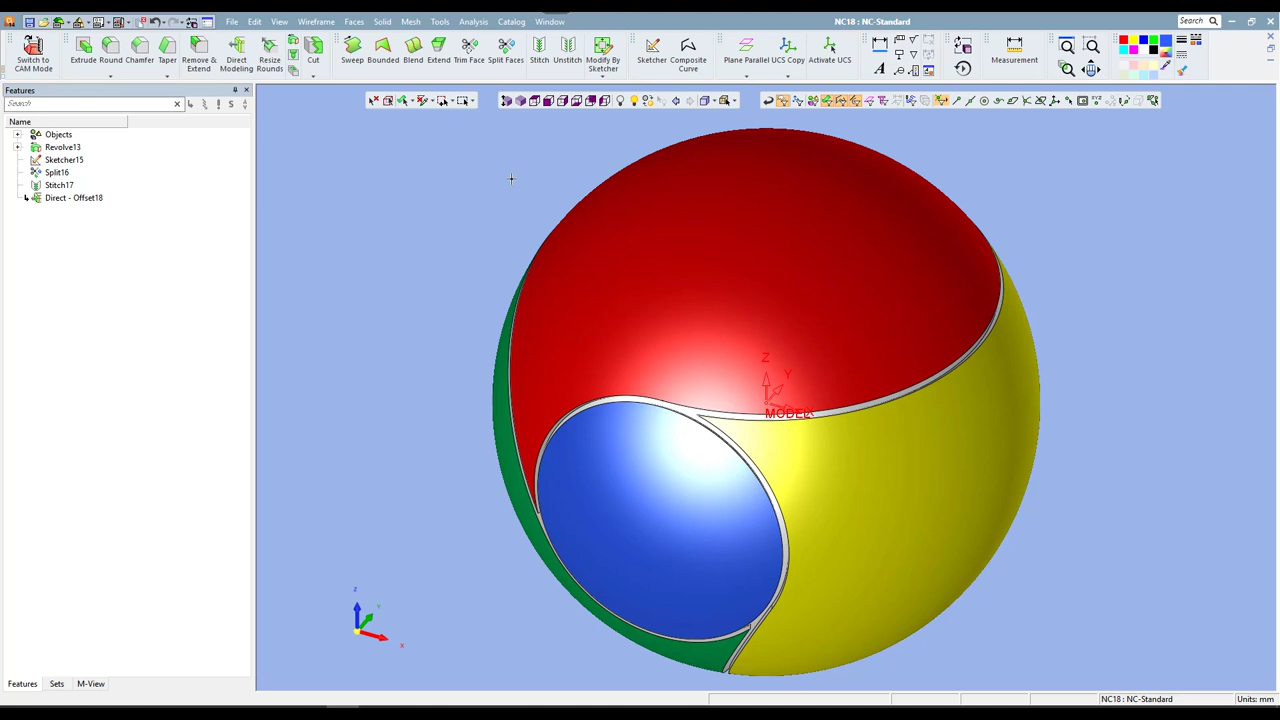 File Edit View Wireframe Faces Solid Mesh Tools Analysis Catalog Window
NC18 : NC-Standard
Search
Switch to CAM Mode
Extrude Round Chamfer Taper
Remove & Extend
Direct Modeling
Resize Rounds
Cut
Sweep Bounded Blend
Split Faces Stitch Unstitch
Modify By Sketcher
Sketcher
Composite Curve
Plane Parallel UCS Copy
Activate UCS
Measurement
Features
Search
Name
Objects
Revolve13
Sketcher15
Split16
Stitch17
Direct - Offset18
Z
Y
MODEL
X
Z
Y
X
Features Sets M-View
NC18 : NC-Standard
Units: mm